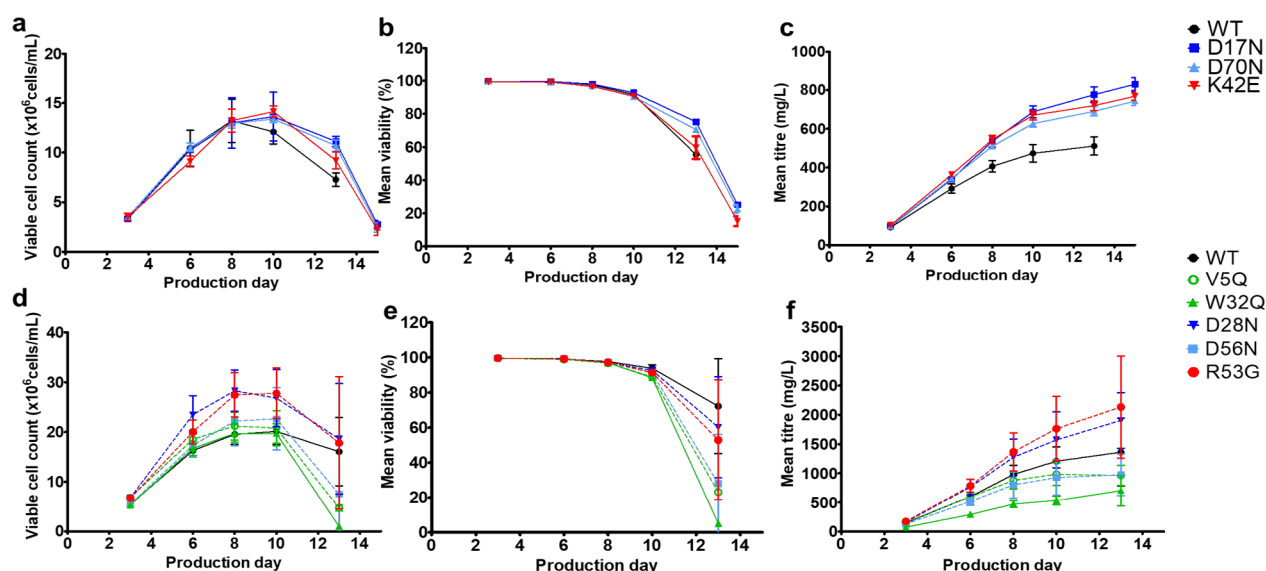 a
Viable cell count (x10⁶cells/mL)
20
15
10
5
0
0 2 4 6 8 10 12 14
Production day
b
Mean viability (%)
120
100
80
60
40
20
0
0 2 4 6 8 10 12 14
Production day
c
Mean titre (mg/L)
1000
800
600
400
200
0
0 2 4 6 8 10 12 14
Production day
WT
D17N
D70N
K42E
d
Viable cell count (x10⁶cells/mL)
40
30
20
10
0
0 2 4 6 8 10 12 14
Production day
e
Mean viability (%)
120
100
80
60
40
20
0
0 2 4 6 8 10 12 14
Production day
f
Mean titre (mg/L)
3500
3000
2500
2000
1500
1000
500
0
0 2 4 6 8 10 12 14
Production day
WT
V5Q
W32Q
D28N
D56N
R53G